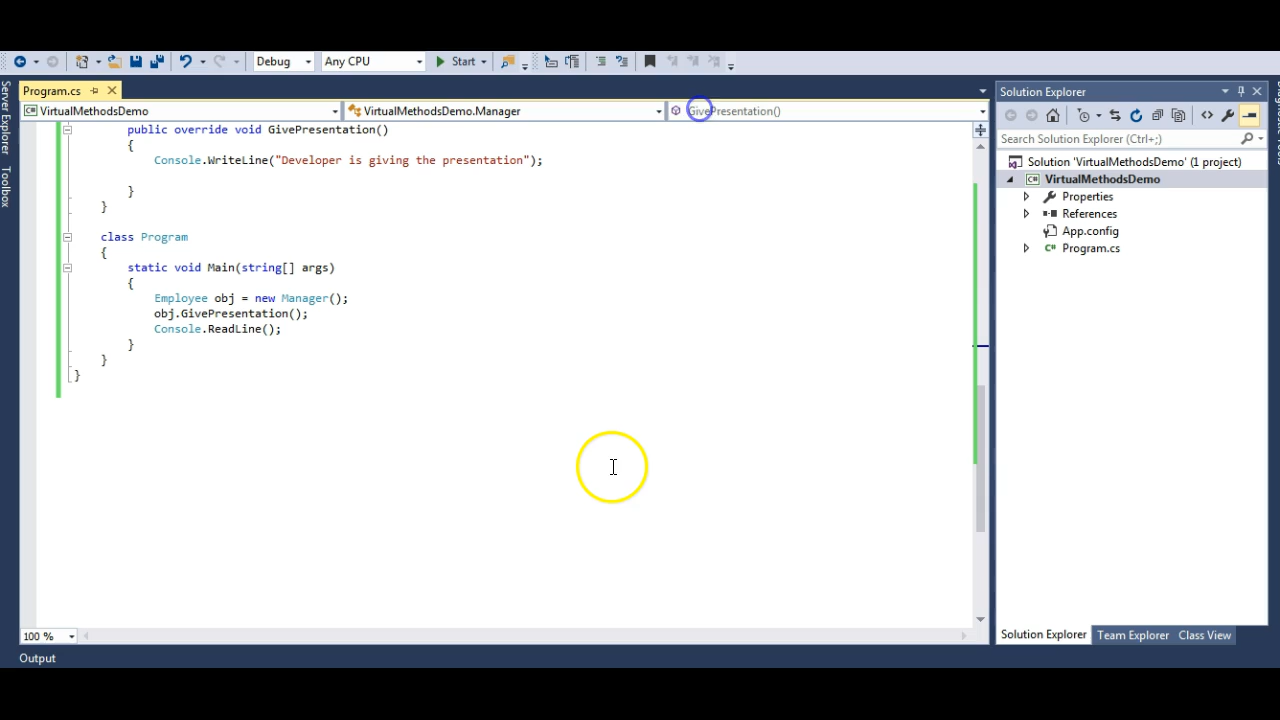 Debug
Any CPU
Start
Server Explorer
Toolbox
Program.cs
VirtualMethodsDemo
VirtualMethodsDemo.Manager
GivePresentation()
public override void GivePresentation()
{
Console.WriteLine("Developer is giving the presentation");
}
}
class Program
{
static void Main(string[] args)
{
Employee obj = new Manager();
obj.GivePresentation();
Console.ReadLine();
}
}
}
100 %
Output
Solution Explorer
Search Solution Explorer (Ctrl+;)
Solution 'VirtualMethodsDemo' (1 project)
VirtualMethodsDemo
Properties
References
App.config
Program.cs
Solution Explorer
Team Explorer
Class View